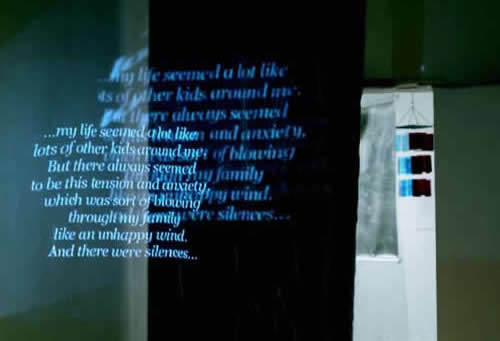 ...my life seemed a lot like
lots of other kids around me.
But there always seemed
to be this tension and anxiety,
which was sort of blowing
through my family
like an unhappy wind.
And there were silences...